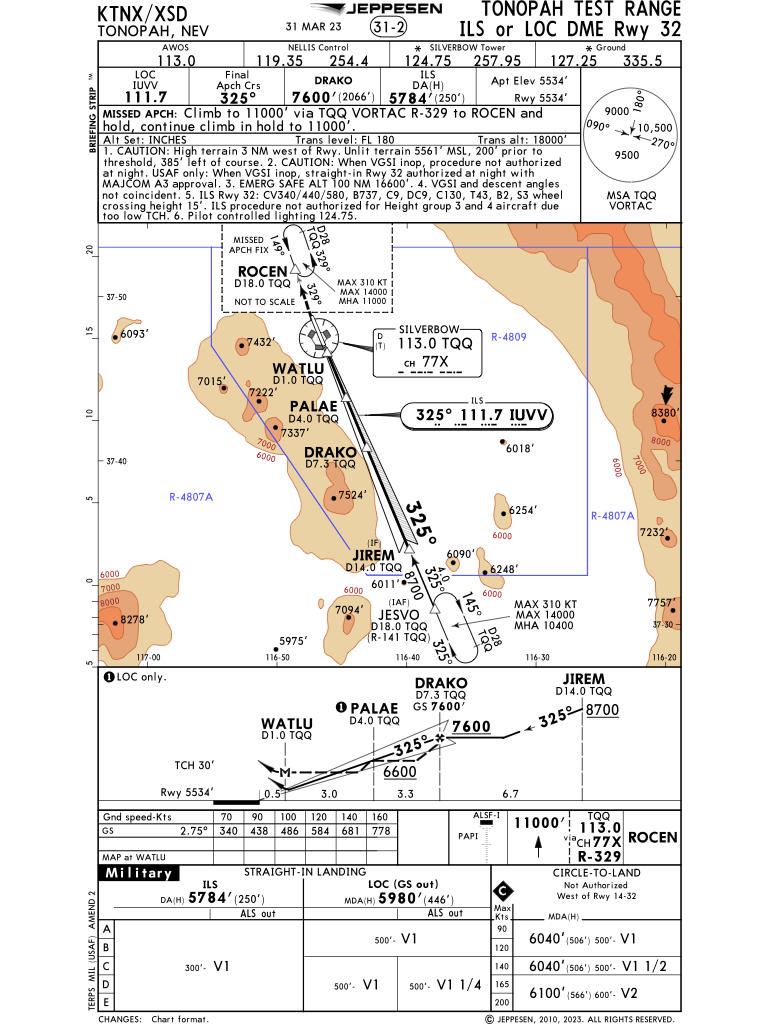 KTNX/XSD
TONOPAH, NEV
JEPPESEN
31 MAR 23
31-2
TONOPAH TEST RANGE
ILS or LOC DME Rwy 32
AWOS
113.0
NELLIS Control
119.35 254.4
* SILVERBOW Tower
124.75 257.95
* Ground
127.25 335.5
BRIEFING STRIP ™
LOC
IUVV
111.7
Final
Apch Crs
325°
DRAKO
7600'(2066')
ILS
DA(H)
5784'(250')
Apt Elev 5534'
Rwy 5534'
MISSED APCH: Climb to 11000' via TQQ VORTAC R-329 to ROCEN and
hold, continue climb in hold to 11000'.
Alt Set: INCHES Trans level: FL 180 Trans alt: 18000'
1. CAUTION: High terrain 3 NM west of Rwy. Unlit terrain 5561' MSL, 200' prior to
threshold, 385' left of course. 2. CAUTION: When VGSI inop, procedure not authorized
at night. USAF only: When VGSI inop, straight-in Rwy 32 authorized at night with
MAJCOM A3 approval. 3. EMERG SAFE ALT 100 NM 16600'. 4. VGSI and descent angles
not coincident. 5. ILS Rwy 32: CV340/440/580, B737, C9, DC9, C130, T43, B2, S3 wheel
crossing height 15'. ILS procedure not authorized for Height group 3 and 4 aircraft due
too low TCH. 6. Pilot controlled lighting 124.75.
180°
9000
090°
10,500
270°
9500
MSA TQQ
VORTAC
20
15
10
5
0
5
37-50
37-40
37-30
117-00
116-50
116-40
116-30
116-20
MISSED
APCH FIX
149°
D28
TQQ
329°
ROCEN
D18.0 TQQ
329°
MAX 310 KT
MAX 14000
MHA 11000
NOT TO SCALE
6093'
7432'
SILVERBOW
D
(T)
113.0 TQQ
CH 77X
R-4809
WATLU
D1.0 TQQ
7015'
7222'
PALAE
D4.0 TQQ
7337'
7000
6000
ILS
325° 111.7 IUVV
8380'
8000
7000
6000
6018'
DRAKO
D7.3 TQQ
7524'
R-4807A
325°
6254'
6000
R-4807A
7232'
(IF)
JIREM
D14.0 TQQ
6090'
6248'
6000
6011'
8700
4.0
325°
6000
7000
8000
8278'
6000
7094'
(IAF)
JESVO
D18.0 TQQ
(R-141 TQQ)
145°
D28
TQQ
325°
MAX 310 KT
MAX 14000
MHA 10400
7757'
5975'
1 LOC only.
DRAKO
D7.3 TQQ
GS 7600'
JIREM
D14.0 TQQ
8700
325°
1 PALAE
D4.0 TQQ
WATLU
D1.0 TQQ
7600
325°
6600
TCH 30'
M
Rwy 5534'
0.5
3.0
3.3
6.7
Gnd speed-Kts 70 90 100 120 140 160
GS 2.75° 340 438 486 584 681 778
MAP at WATLU
ALSF-I
PAPI
11000'
via
TQQ
113.0
CH 77X
R-329
ROCEN
Military
STRAIGHT-IN LANDING
CIRCLE-TO-LAND
ILS
DA(H) 5784'(250')
ALS out
LOC (GS out)
MDA(H) 5980'(446')
ALS out
C
Not Authorized
West of Rwy 14-32
Max
Kts
MDA(H)
A
B
C
D
E
300'- V1
500'- V1
500'- V1
500'- V1 1/4
90
120
140
165
200
6040'(506') 500'- V1
6040'(506') 500'- V1 1/2
6100'(566') 600'- V2
TERPS MIL (USAF) AMEND 2
CHANGES: Chart format.
© JEPPESEN, 2010, 2023. ALL RIGHTS RESERVED.